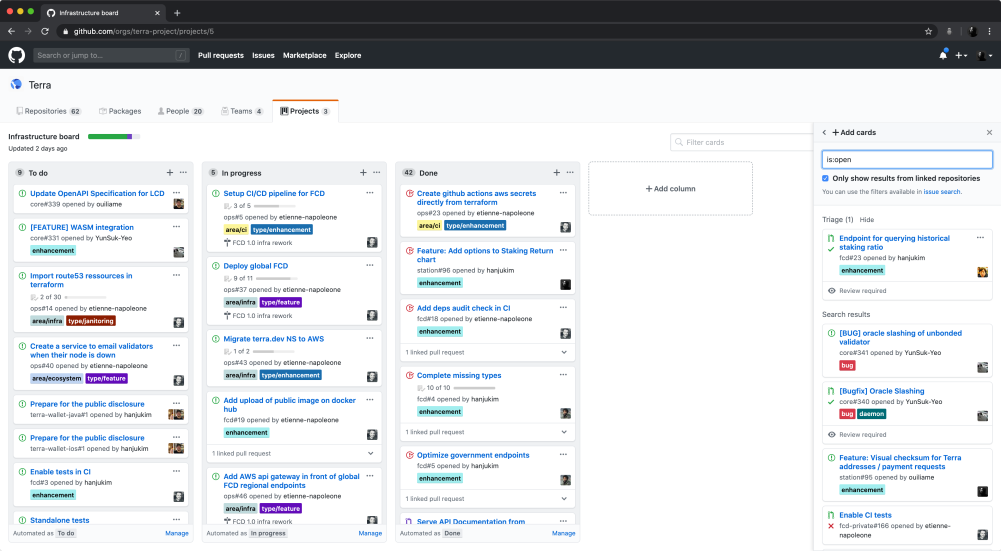 Infrastructure board
github.com/orgs/terra-project/projects/5
Search or jump to...
/
Pull requests Issues Marketplace Explore
Terra
Repositories 62
Packages
People 20
Teams 4
Projects 3
Infrastructure board
Updated 2 days ago
Filter cards
9 To do
Update OpenAPI Specification for LCD
core#339 opened by ouiliame
[FEATURE] WASM integration
core#331 opened by YunSuk-Yeo
enhancement
Import route53 ressources in
terraform
2 of 30
ops#14 opened by etienne-napoleone
area/infra type/janitoring
Create a service to email validators
when their node is down
ops#40 opened by etienne-napoleone
area/ecosystem type/feature
Prepare for the public disclosure
terra-wallet-java#1 opened by hanjukim
Prepare for the public disclosure
terra-wallet-ios#1 opened by hanjukim
Enable tests in CI
fcd#3 opened by hanjukim
enhancement
Standalone tests
Automated as To do Manage
5 In progress
Setup CI/CD pipeline for FCD
3 of 5
ops#5 opened by etienne-napoleone
area/ci type/enhancement
FCD 1.0 infra rework
Deploy global FCD
9 of 11
ops#37 opened by etienne-napoleone
area/infra type/feature
FCD 1.0 infra rework
Migrate terra.dev NS to AWS
1 of 2
ops#43 opened by etienne-napoleone
area/infra type/enhancement
Add upload of public image on docker
hub
fcd#19 opened by etienne-napoleone
enhancement
1 linked pull request
Add AWS api gateway in front of global
FCD regional endpoints
ops#46 opened by etienne-napoleone
area/infra type/feature
FCD 1.0 infra rework
Automated as In progress Manage
42 Done
Create github actions aws secrets
directly from terraform
ops#23 opened by etienne-napoleone
area/ci type/enhancement
Feature: Add options to Staking Return
chart
station#96 opened by hanjukim
enhancement
Add deps audit check in CI
fcd#18 opened by etienne-napoleone
enhancement
1 linked pull request
Complete missing types
10 of 10
fcd#4 opened by hanjukim
enhancement
1 linked pull request
Optimize government endpoints
fcd#5 opened by hanjukim
enhancement
1 linked pull request
Serve API Documentation from
Automated as Done Manage
+ Add column
+ Add cards
is:open
Only show results from linked repositories
You can use the filters available in issue search.
Triage (1) Hide
Endpoint for querying historical
staking ratio
fcd#23 opened by hanjukim
enhancement
Review required
Search results
[BUG] oracle slashing of unbonded
validator
core#341 opened by YunSuk-Yeo
bug
[Bugfix] Oracle Slashing
core#340 opened by YunSuk-Yeo
bug daemon
Review required
Feature: Visual checksum for Terra
addresses / payment requests
station#95 opened by ouiliame
enhancement
Enable CI tests
fcd-private#166 opened by etienne-
napoleone